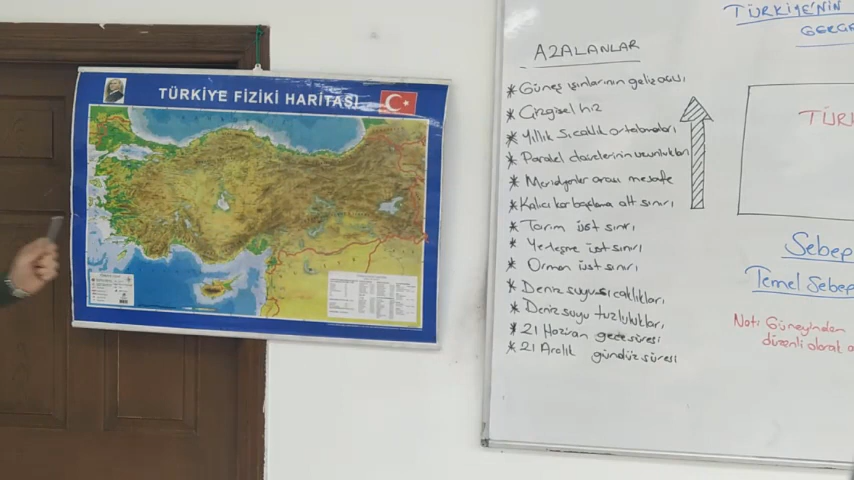 TÜRKİYE FİZİKİ HARİTASI
AZALANLAR
* Güneş ışınlarının geliş açısı
* Çizgisel hız
* Yıllık Sıcaklık ortalamaları
* Paralel dairelerinin uzunlukları
* Meridyenler arası mesafe
* Kalıcı kar başlama alt sınırı
* Tarım üst sınırı
* Yerleşme üst sınırı
* Orman üst sınırı
* Deniz suyu sıcaklıkları
* Deniz suyu tuzlulukları
* 21 Haziran gece süresi
* 21 Aralık gündüz süresi
TÜRKİYE'NİN
TÜRK
Sebep
Temel Sebep
Not: Güneyinden
düzenli olarak a